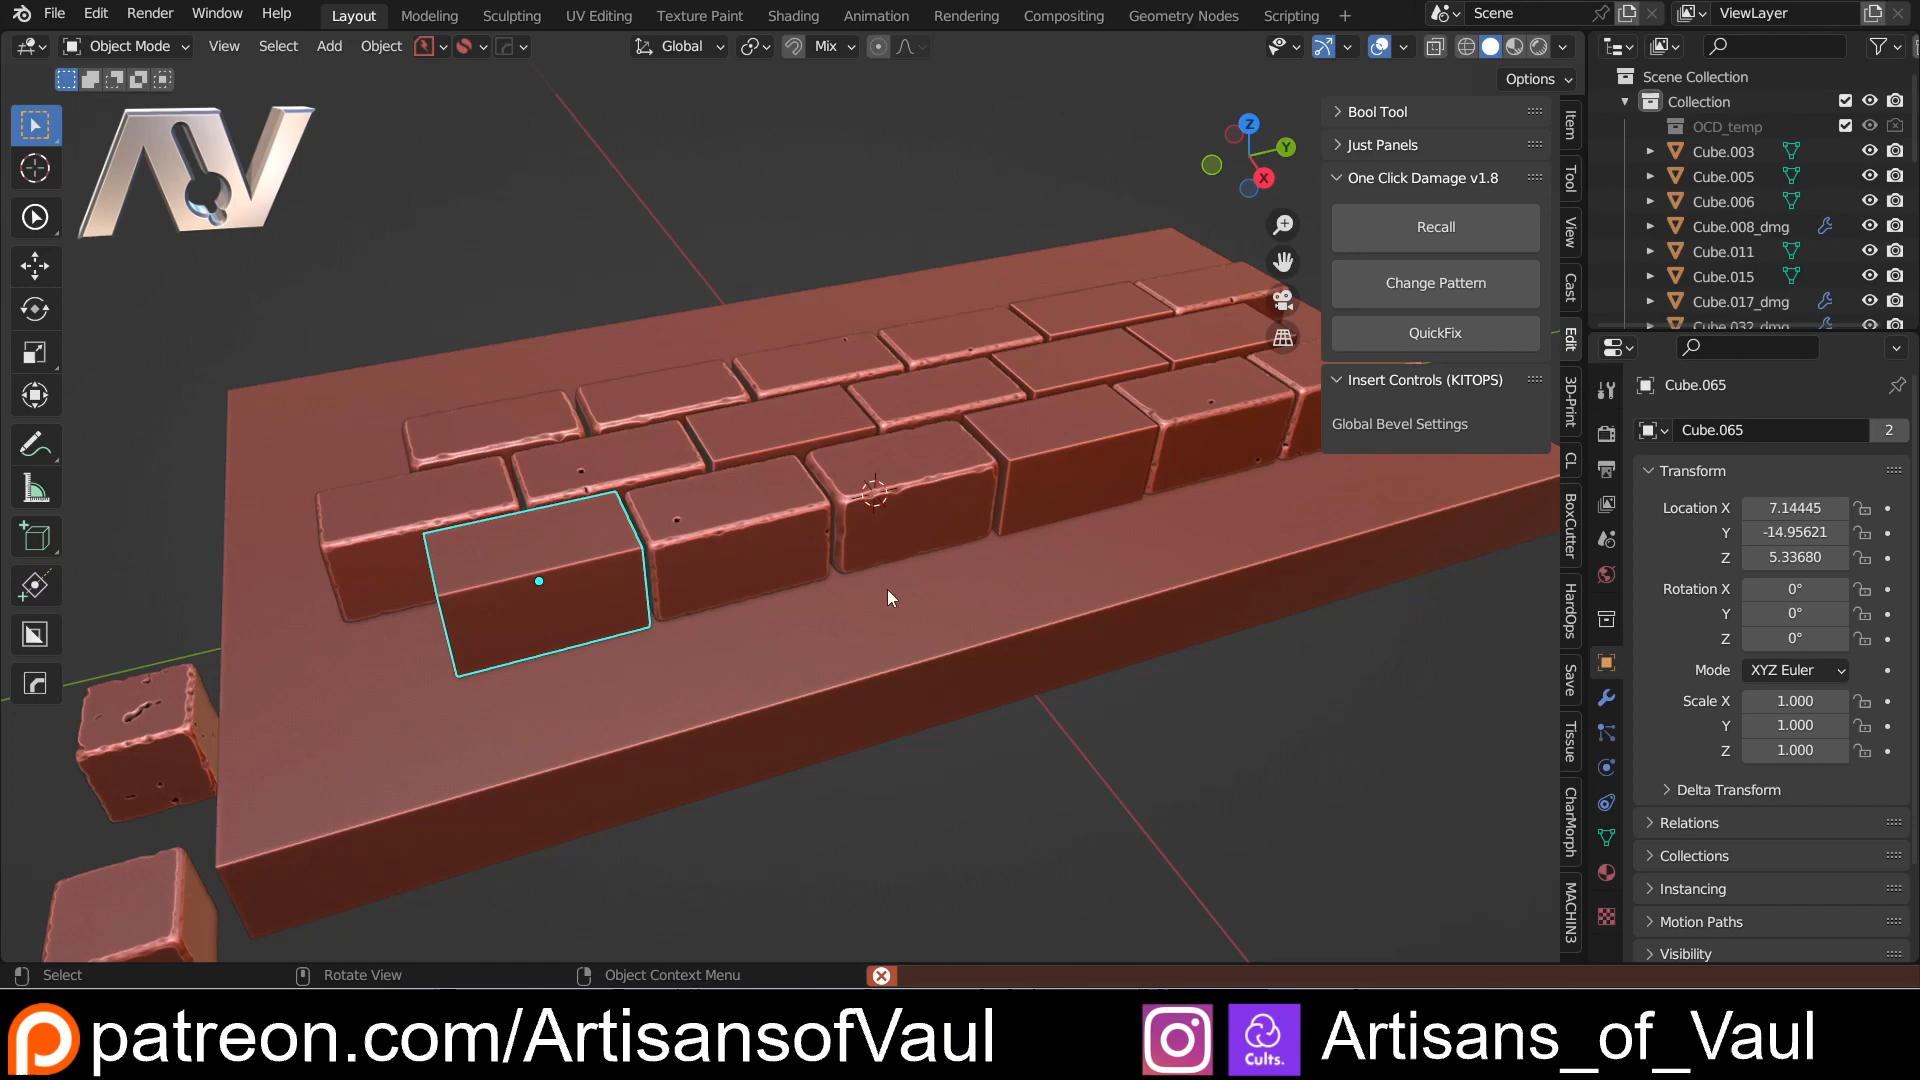 File Edit Render Window Help Layout Modeling Sculpting UV Editing Texture Paint Shading Animation Rendering Compositing Geometry Nodes Scripting + Scene ViewLayer
Object Mode View Select Add Object Global Mix
Options
Scene Collection
Collection
OCD_temp
Cube.003
Cube.005
Cube.006
Cube.008_dmg
Cube.011
Cube.015
Cube.017_dmg
Cube.032_dmg
Z
Y
X
AV
Bool Tool
Just Panels
One Click Damage v1.8
Recall
Change Pattern
QuickFix
Insert Controls (KITOPS)
Global Bevel Settings
Item
Tool
View
Cast
Edit
3D-Print
CL
BoxCutter
HardOps
Save
Tissue
CharMorph
MACHIN3
Cube.065
Cube.065 2
Transform
Location X 7.14445
Y -14.95621
Z 5.33680
Rotation X 0°
Y 0°
Z 0°
Mode XYZ Euler
Scale X 1.000
Y 1.000
Z 1.000
Delta Transform
Relations
Collections
Instancing
Motion Paths
Visibility
Select Rotate View Object Context Menu
patreon.com/ArtisansofVaul Cults. Artisans_of_Vaul